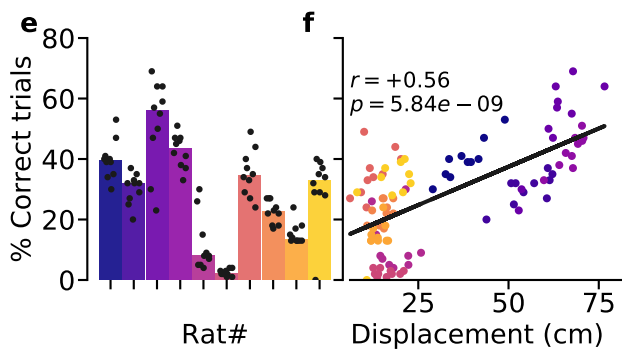 e
f
80
60
40
20
0
% Correct trials
Rat#
r = +0.56
p = 5.84e − 09
25
50
75
Displacement (cm)